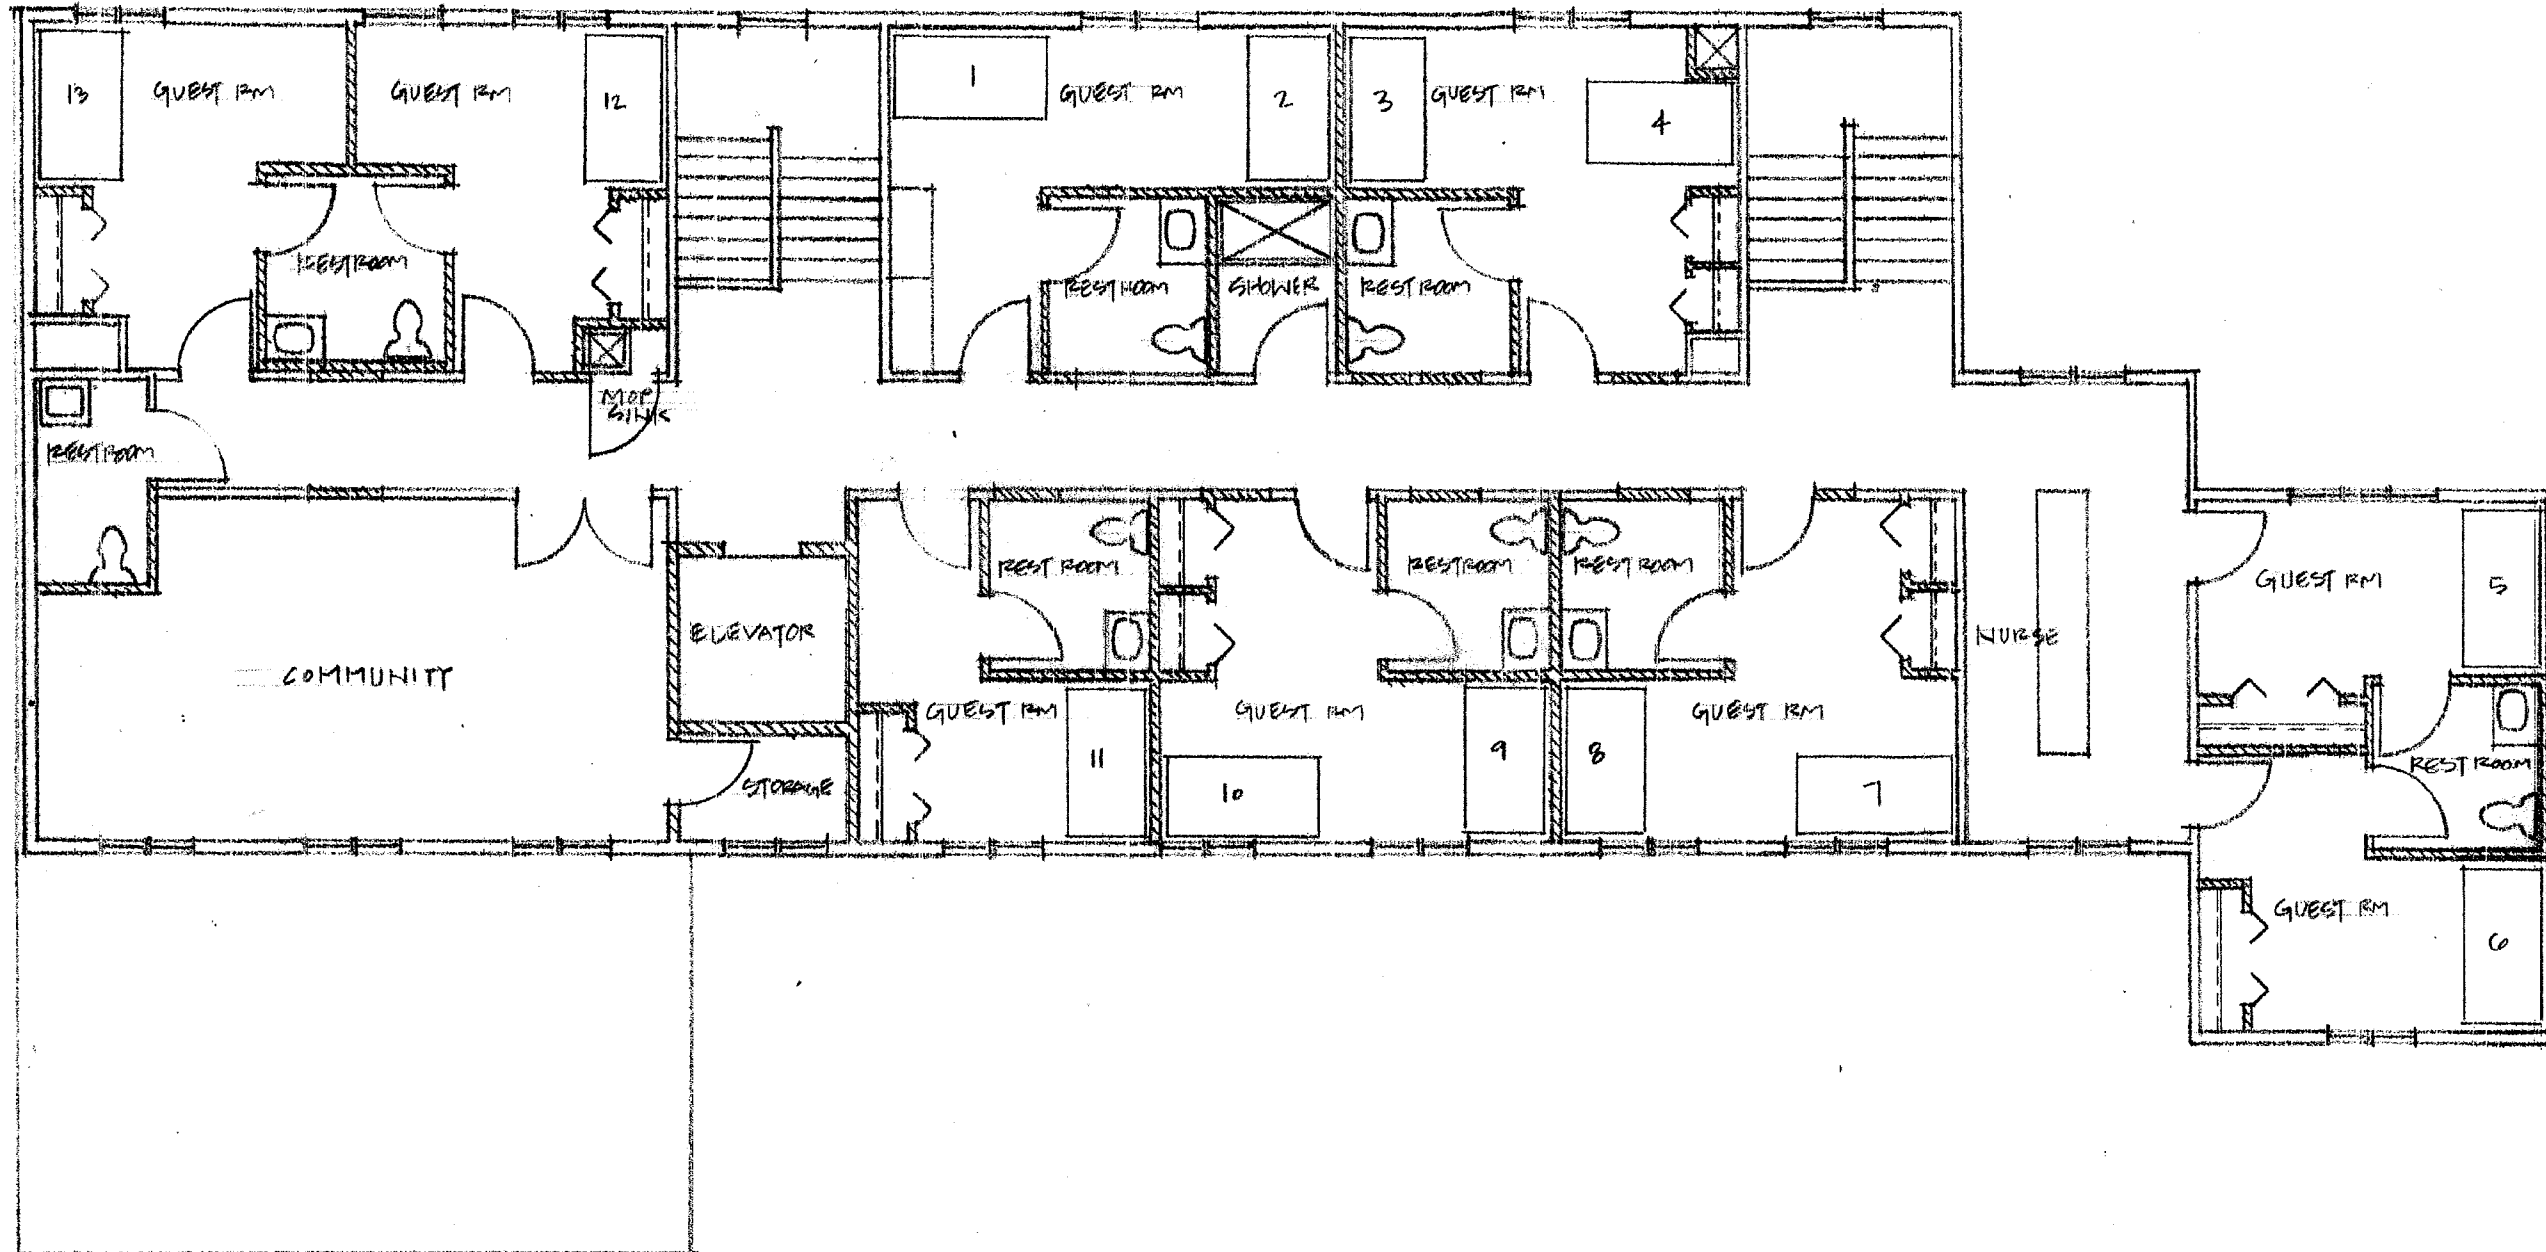 13
GUEST RM
GUEST RM
12
1
GUEST RM
2
3
GUEST RM
4
RESTROOM
RESTROOM
SHOWER
RESTROOM
MOP
SINK
RESTROOM
REST ROOM
RESTROOM
REST ROOM
GUEST RM
5
ELEVATOR
NURSE
COMMUNITY
GUEST RM
GUEST RM
GUEST RM
11
9
8
10
7
STORAGE
REST ROOM
GUEST RM
6